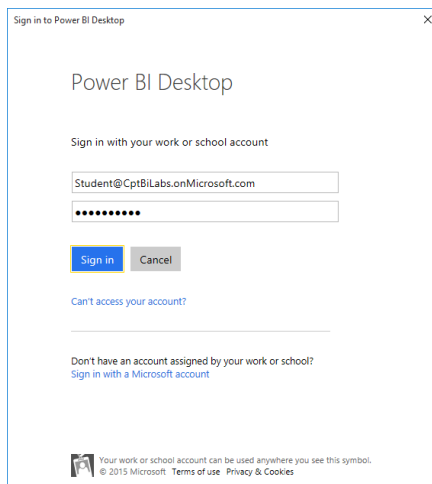 Sign in to Power BI Desktop
Power BI Desktop
Sign in with your work or school account
Student@CptBiLabs.onMicrosoft.com
●●●●●●●●●●
Sign in Cancel
Can't access your account?
Don't have an account assigned by your work or school?
Sign in with a Microsoft account
Your work or school account can be used anywhere you see this symbol.
© 2015 Microsoft Terms of use Privacy & Cookies